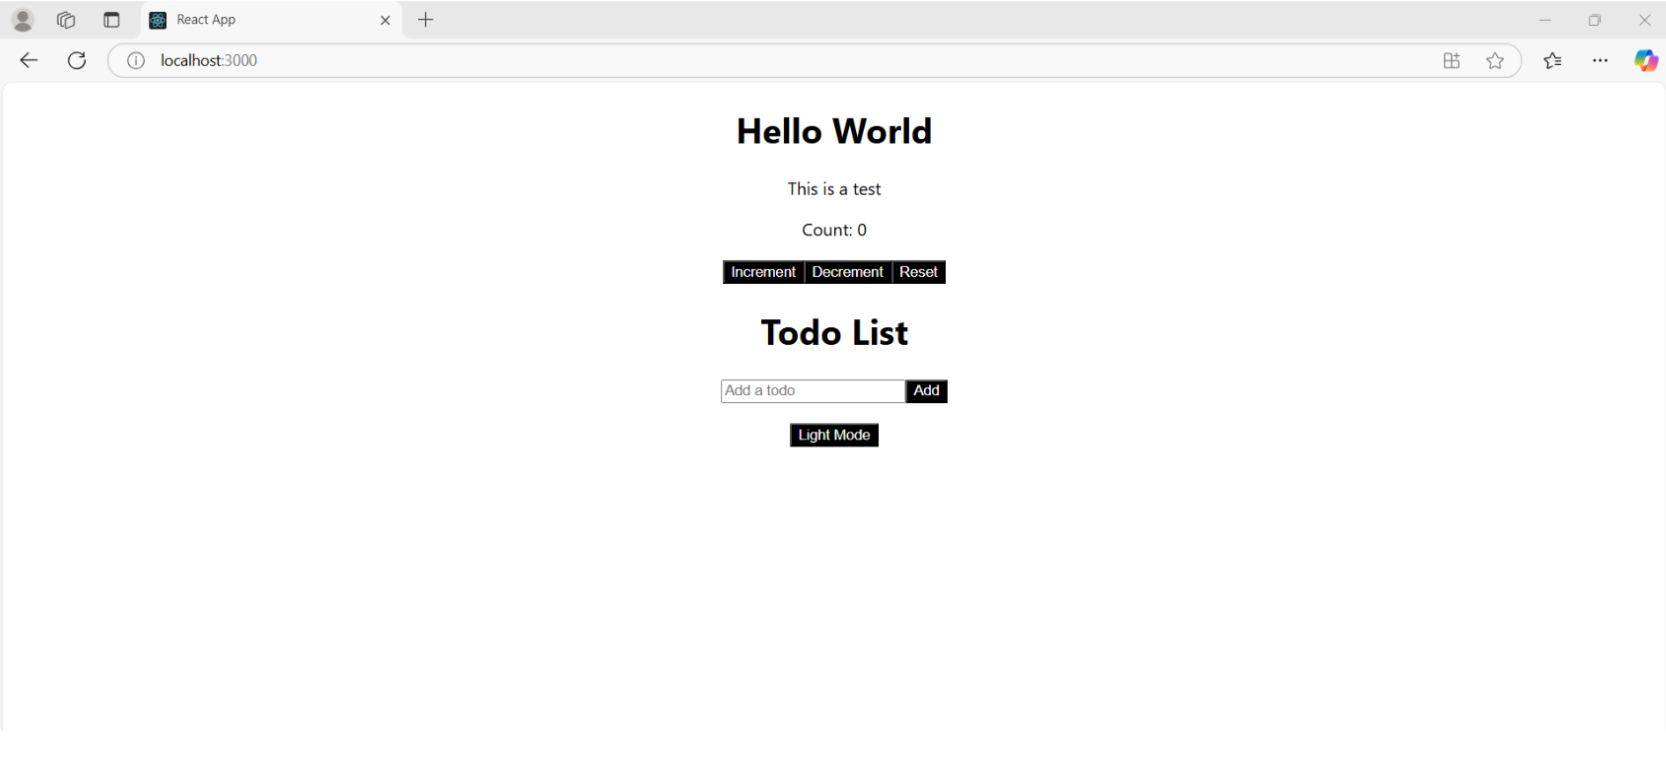 React App
localhost:3000
Hello World
This is a test
Count: 0
Increment Decrement Reset
Todo List
Add a todo Add
Light Mode